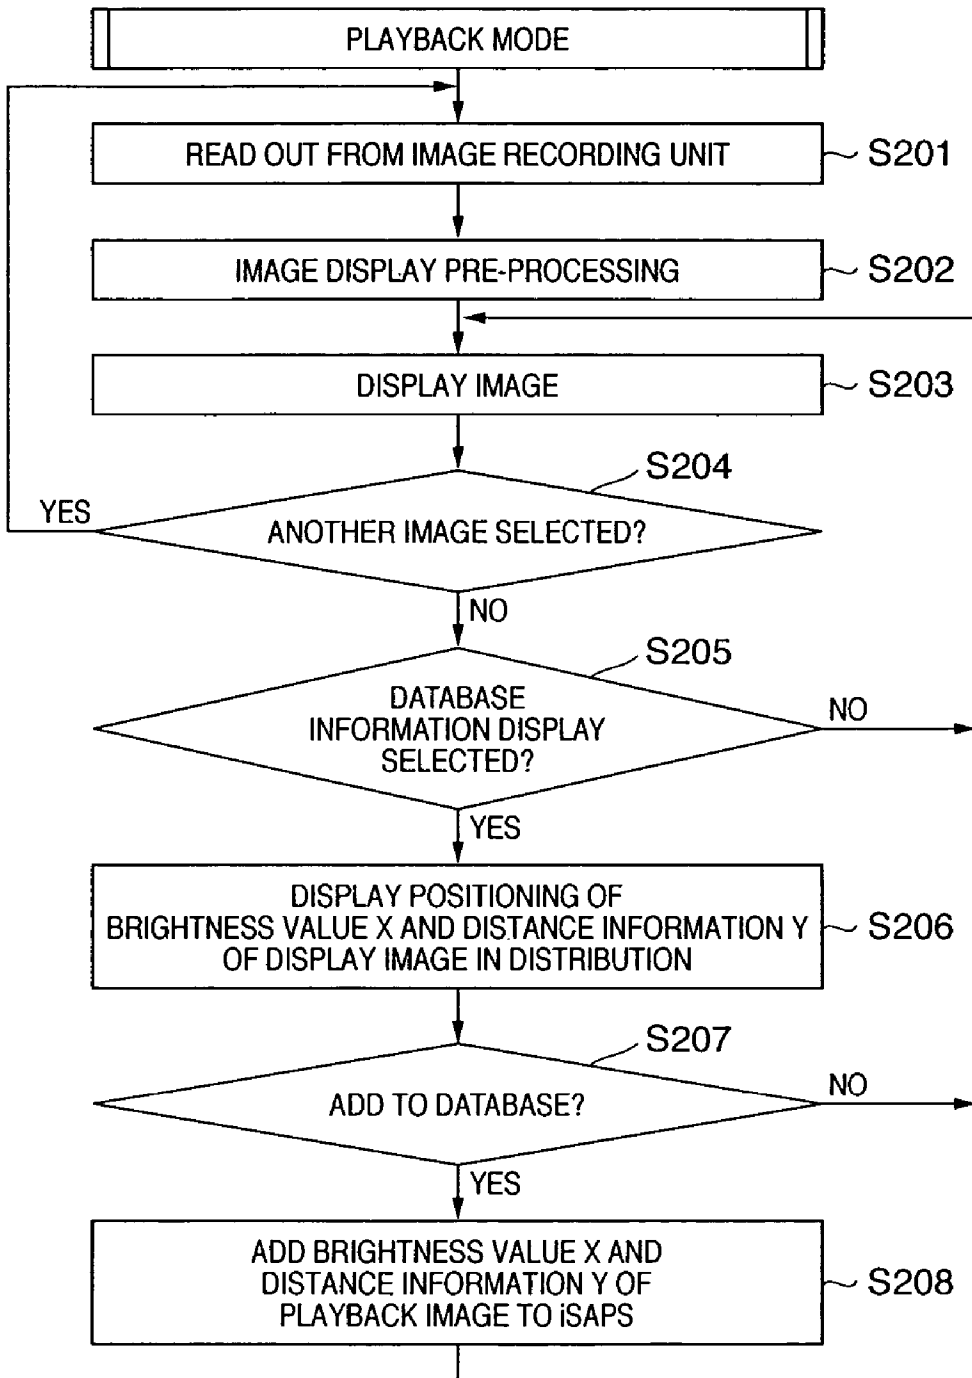 PLAYBACK MODE
READ OUT FROM IMAGE RECORDING UNIT
S201
IMAGE DISPLAY PRE-PROCESSING
S202
DISPLAY IMAGE
S203
S204
YES
ANOTHER IMAGE SELECTED?
NO
S205
DATABASE
INFORMATION DISPLAY
SELECTED?
NO
YES
DISPLAY POSITIONING OF
BRIGHTNESS VALUE X AND DISTANCE INFORMATION Y
OF DISPLAY IMAGE IN DISTRIBUTION
S206
S207
ADD TO DATABASE?
NO
YES
ADD BRIGHTNESS VALUE X AND
DISTANCE INFORMATION Y OF
PLAYBACK IMAGE TO iSAPS
S208